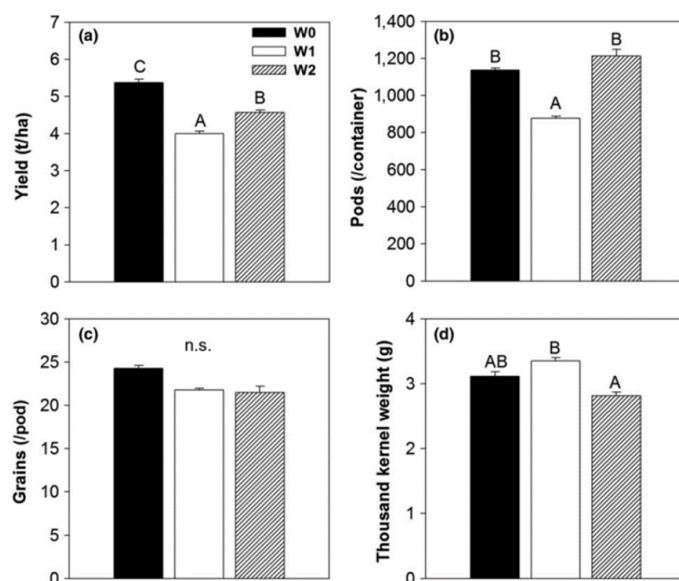 (a)
W0
W1
W2
C
A
B
Yield (t/ha)
7
6
5
4
3
2
1
0
(b)
B
A
B
Pods (/container)
1,400
1,200
1,000
800
600
400
200
0
(c)
n.s.
Grains (/pod)
30
25
20
15
10
5
0
(d)
AB
B
A
Thousand kernel weight (g)
4
3
2
1
0